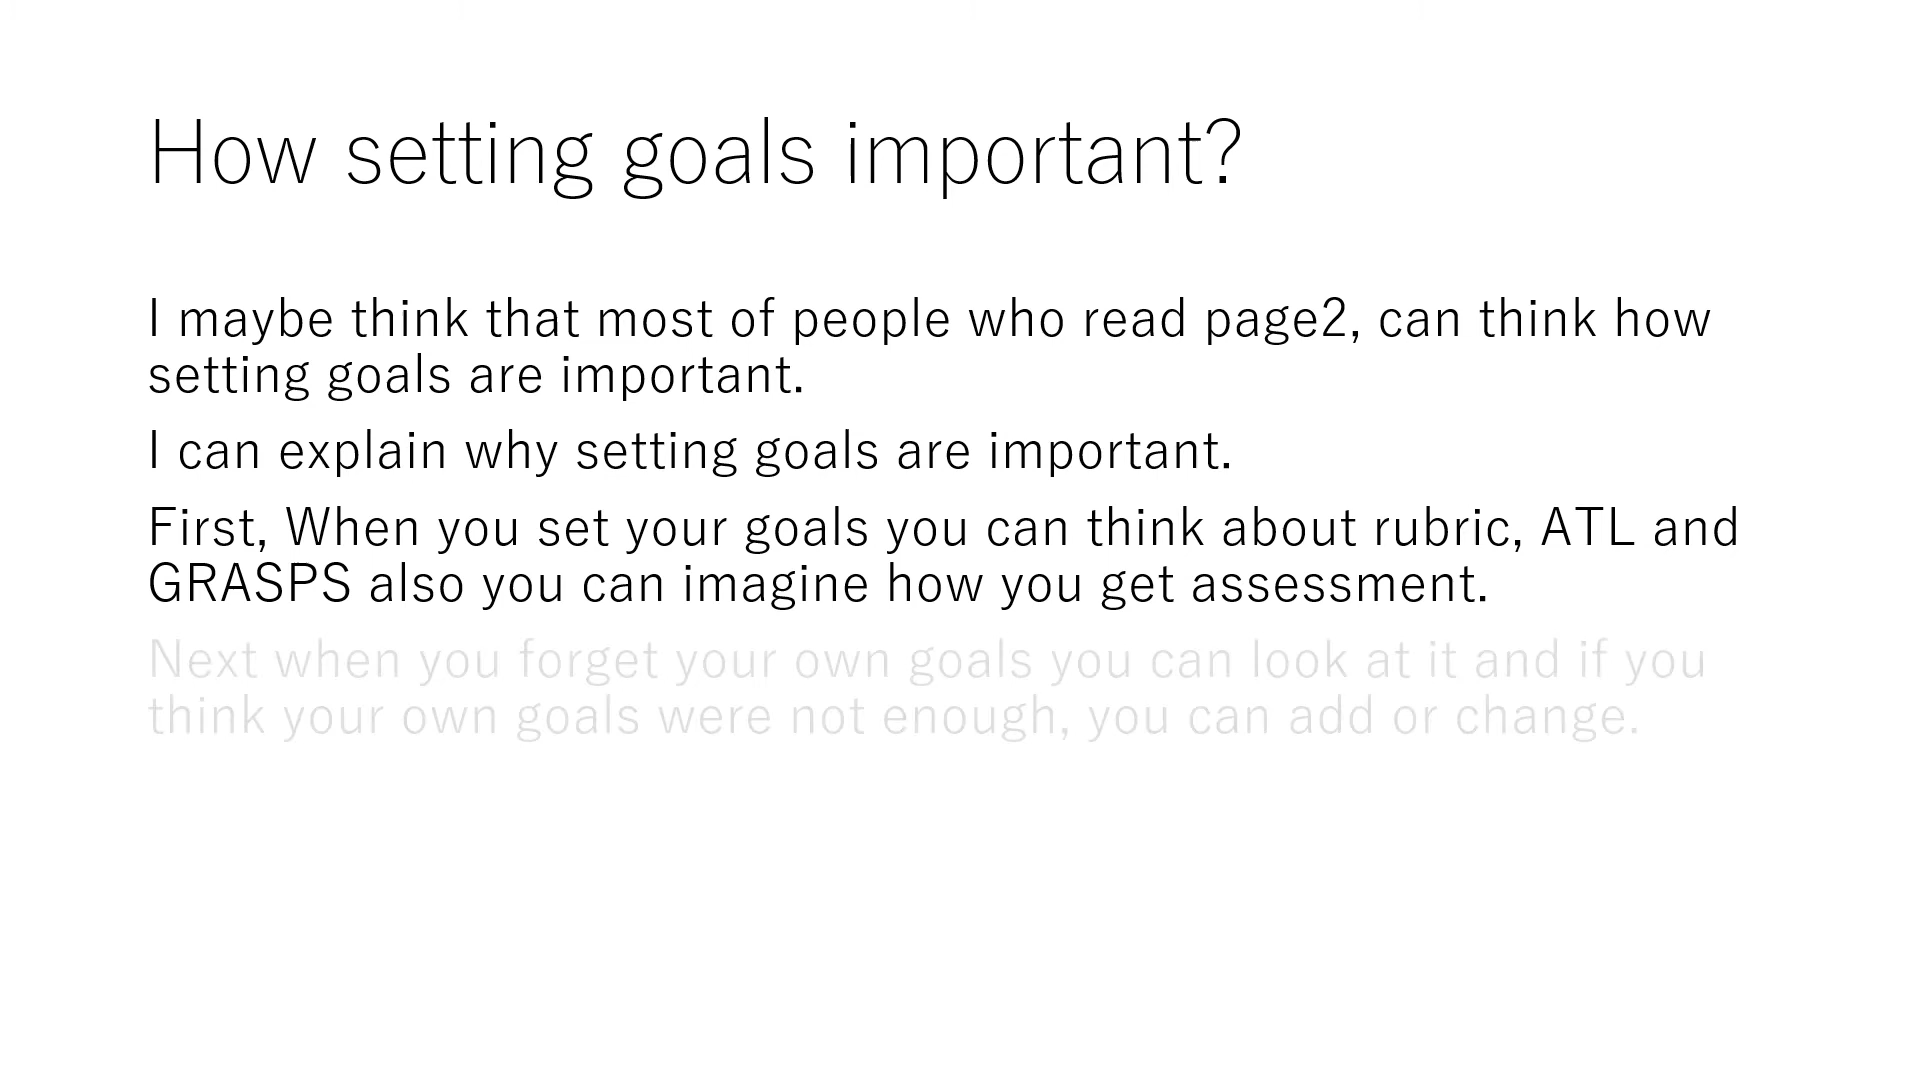 How setting goals important?
I maybe think that most of people who read page2, can think how
setting goals are important.
I can explain why setting goals are important.
First, When you set your goals you can think about rubric, ATL and
GRASPS also you can imagine how you get assessment.
Next when you forget your own goals you can look at it and if you
think your own goals were not enough, you can add or change.